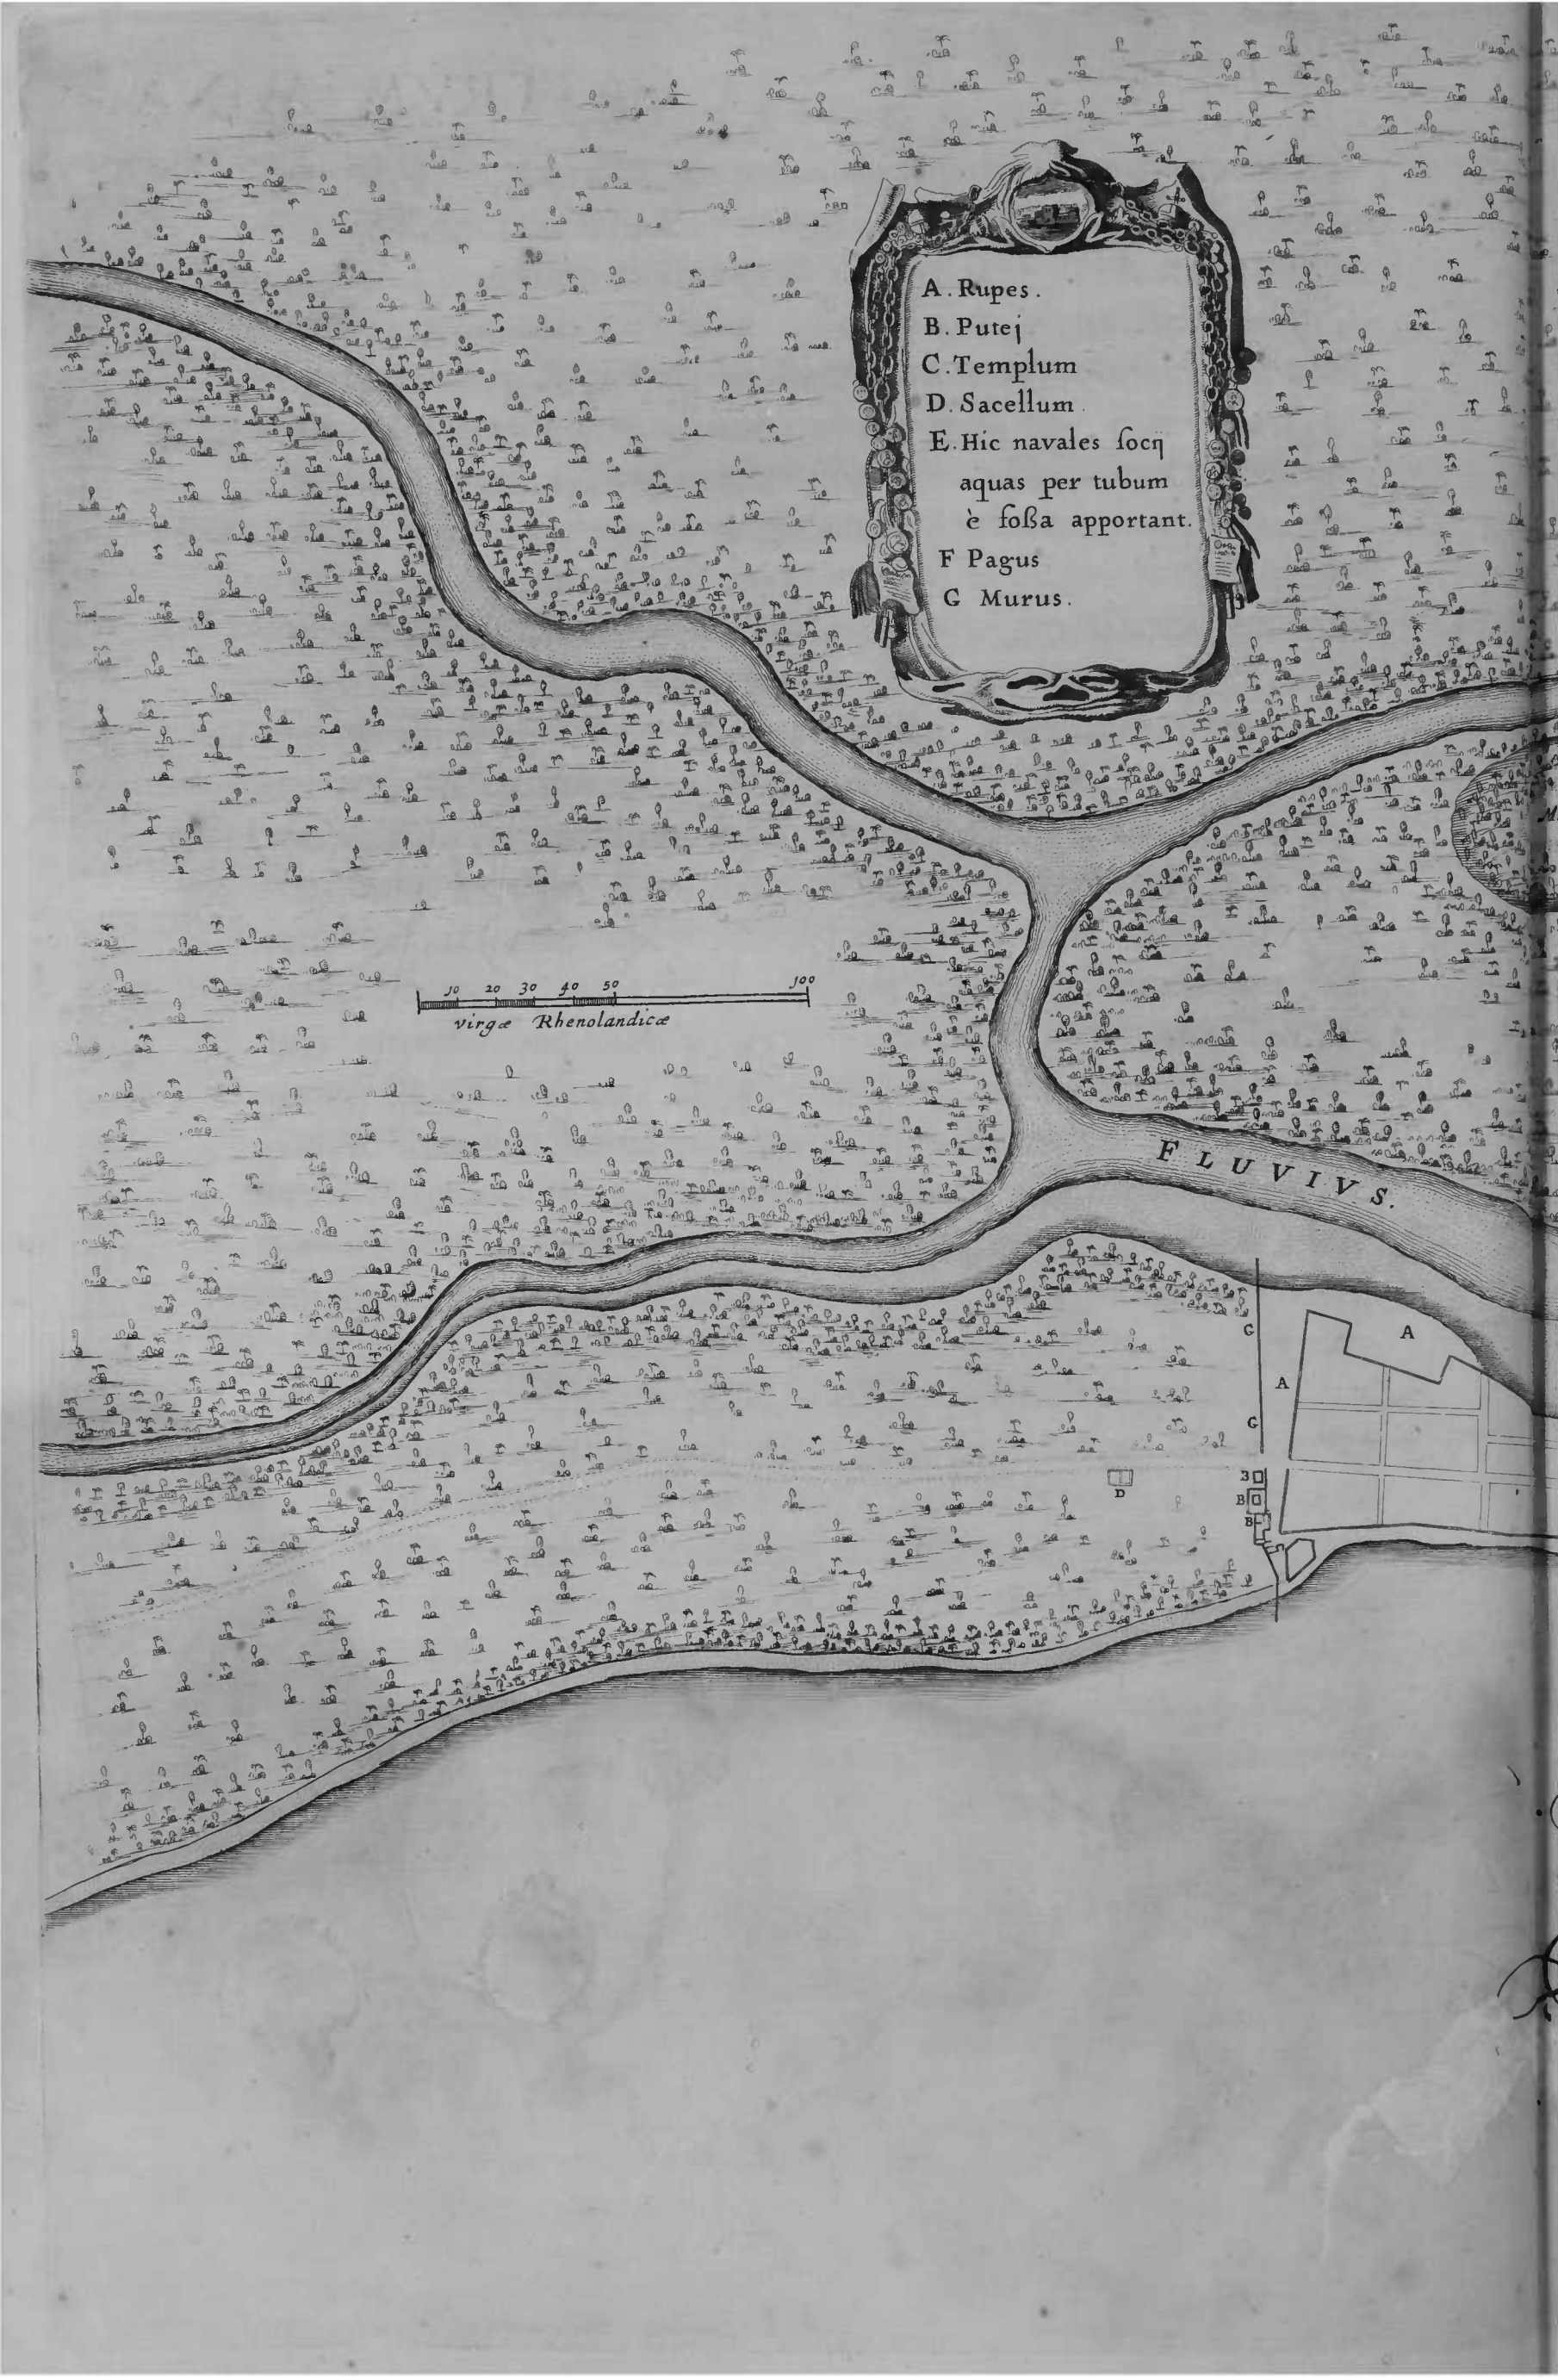 A. Rupes.
B. Putej
C. Templum
D. Sacellum.
E. Hic navales ſocij
aquas per tubum
è foßa apportant.
F Pagus
G Murus.
10 20 30 40 50 100
virgæ Rhenolandicæ
FLUVIVS.
G
A
A
G
B
D
B
B